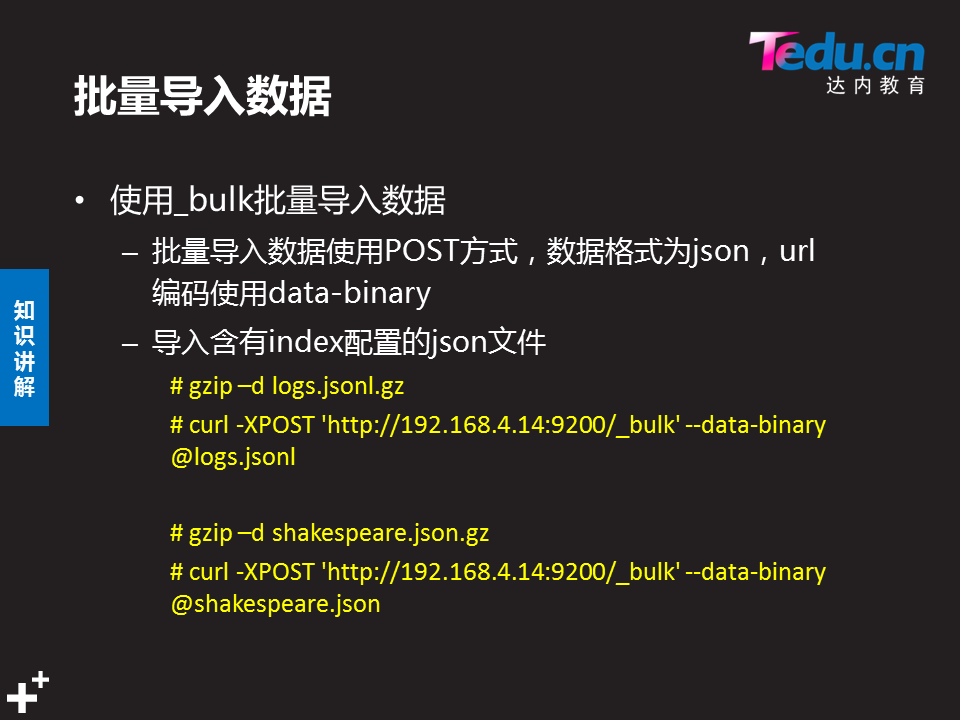 Tedu.cn
达内教育
批量导入数据
• 使用_bulk批量导入数据
– 批量导入数据使用POST方式，数据格式为json，url
编码使用data-binary
– 导入含有index配置的json文件
# gzip –d logs.jsonl.gz
# curl -XPOST 'http://192.168.4.14:9200/_bulk' --data-binary
@logs.jsonl
# gzip –d shakespeare.json.gz
# curl -XPOST 'http://192.168.4.14:9200/_bulk' --data-binary
@shakespeare.json
知
识
讲
解